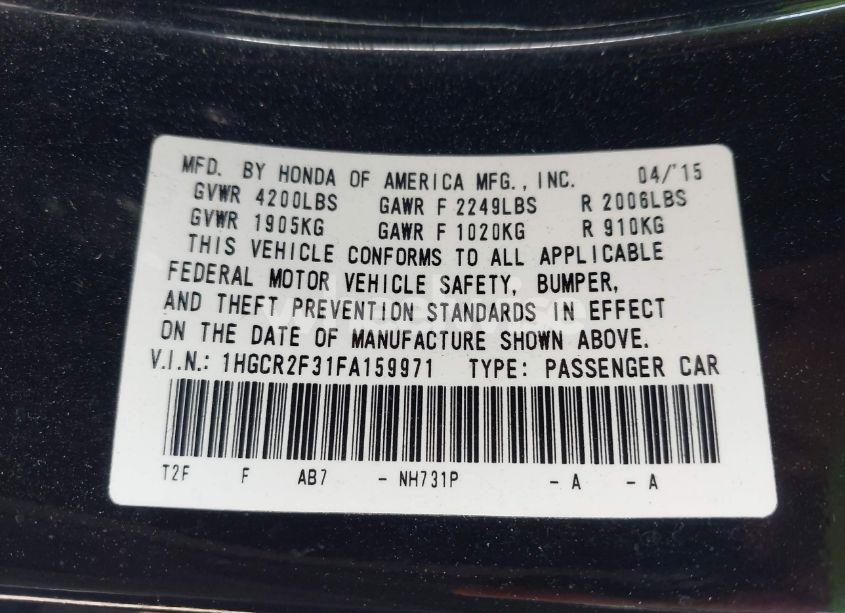 MFD. BY HONDA OF AMERICA MFG., INC. 04/'15
GVWR 4200LBS GAWR F 2249LBS R 2006LBS
GVWR 1905KG GAWR F 1020KG R 910KG
THIS VEHICLE CONFORMS TO ALL APPLICABLE
FEDERAL MOTOR VEHICLE SAFETY, BUMPER,
AND THEFT PREVENTION STANDARDS IN EFFECT
ON THE DATE OF MANUFACTURE SHOWN ABOVE.
V.I.N.: 1HGCR2F31FA159971 TYPE: PASSENGER CAR
T2F F AB7 - NH731P - A - A